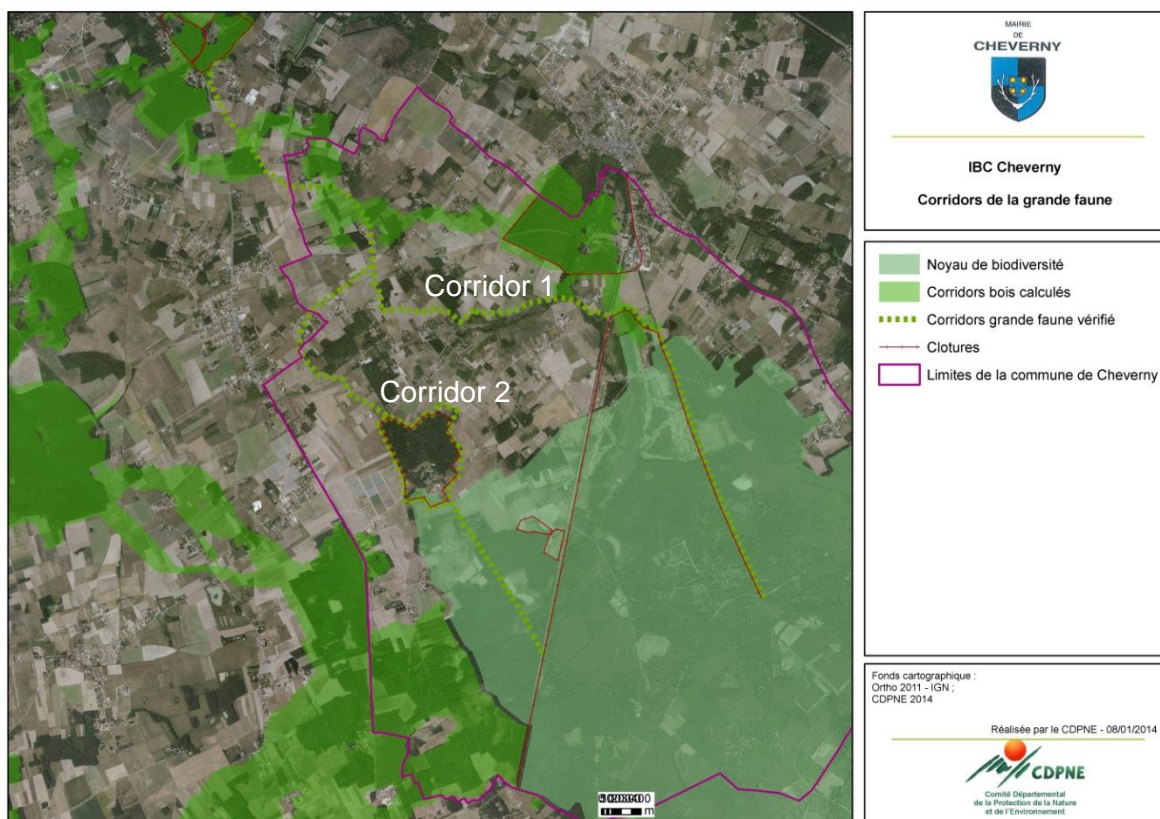 Corridor 1
Corridor 2
MAIRIE
DE
CHEVERNY
IBC Cheverny
Corridors de la grande faune
Noyau de biodiversité
Corridors bois calculés
Corridors grande faune vérifié
Clotures
Limites de la commune de Cheverny
Fonds cartographique :
Ortho 2011 - IGN ;
CDPNE 2014
Réalisée par le CDPNE - 08/01/2014
CDPNE
Comité Départemental
de la Protection de la Nature
et de l'Environnement
m